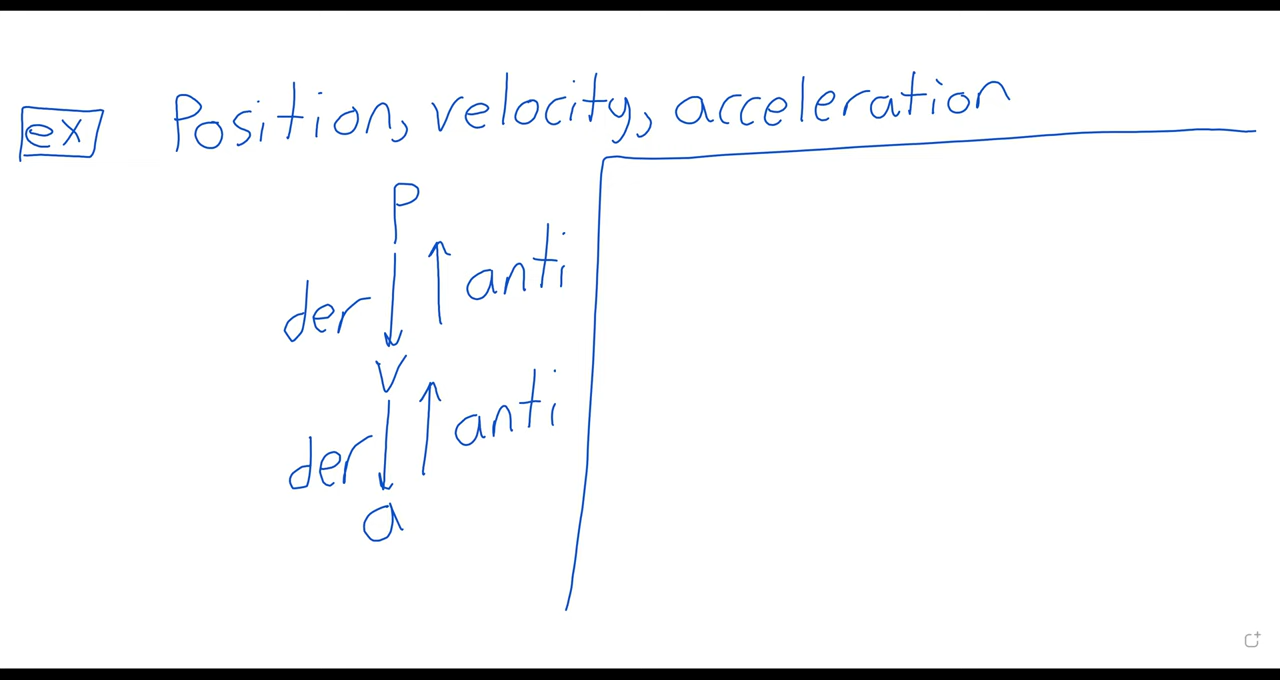 ex Position, velocity, acceleration
P
der anti
v
der anti
a